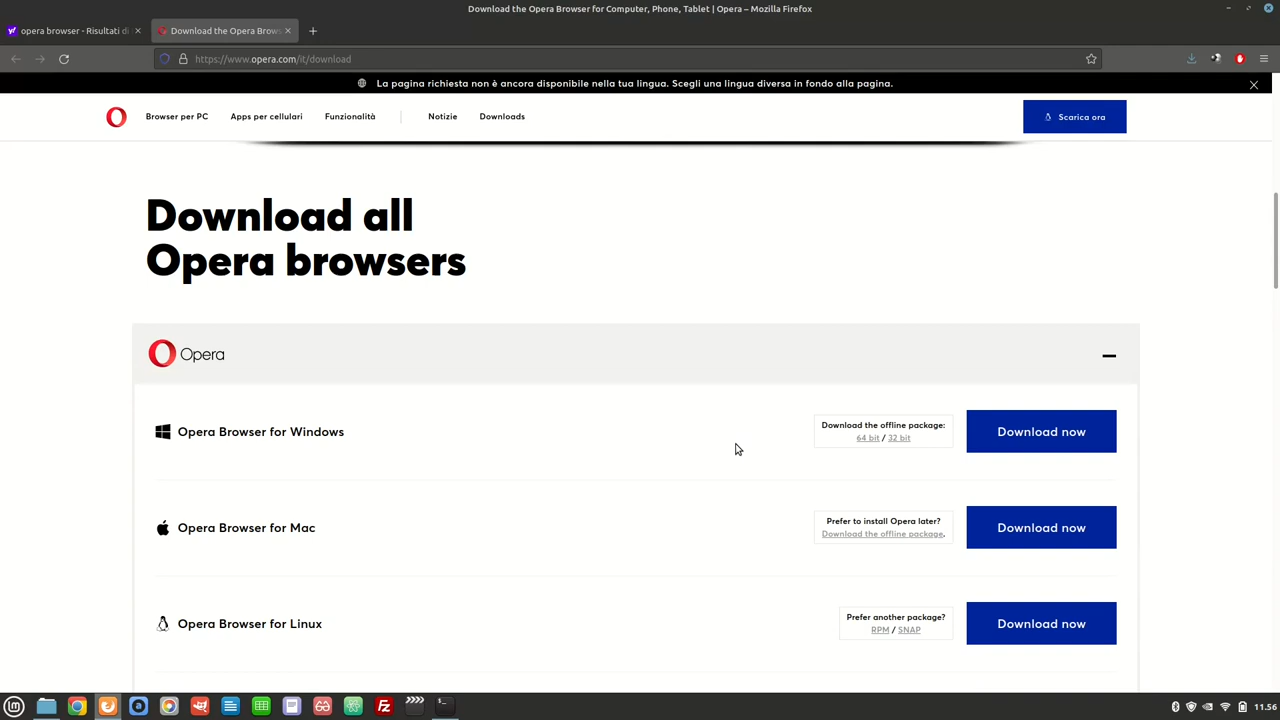 Download the Opera Browser for Computer, Phone, Tablet | Opera – Mozilla Firefox
opera browser - Risultati di
Download the Opera Brows
https://www.opera.com/it/download
La pagina richiesta non è ancora disponibile nella tua lingua. Scegli una lingua diversa in fondo alla pagina.
Browser per PC
Apps per cellulari
Funzionalità
Notizie
Downloads
Scarica ora
Download all
Opera browsers
Opera
Opera Browser for Windows
Download the offline package:
64 bit / 32 bit
Download now
Opera Browser for Mac
Prefer to install Opera later?
Download the offline package.
Download now
Opera Browser for Linux
Prefer another package?
RPM / SNAP
Download now
11.56